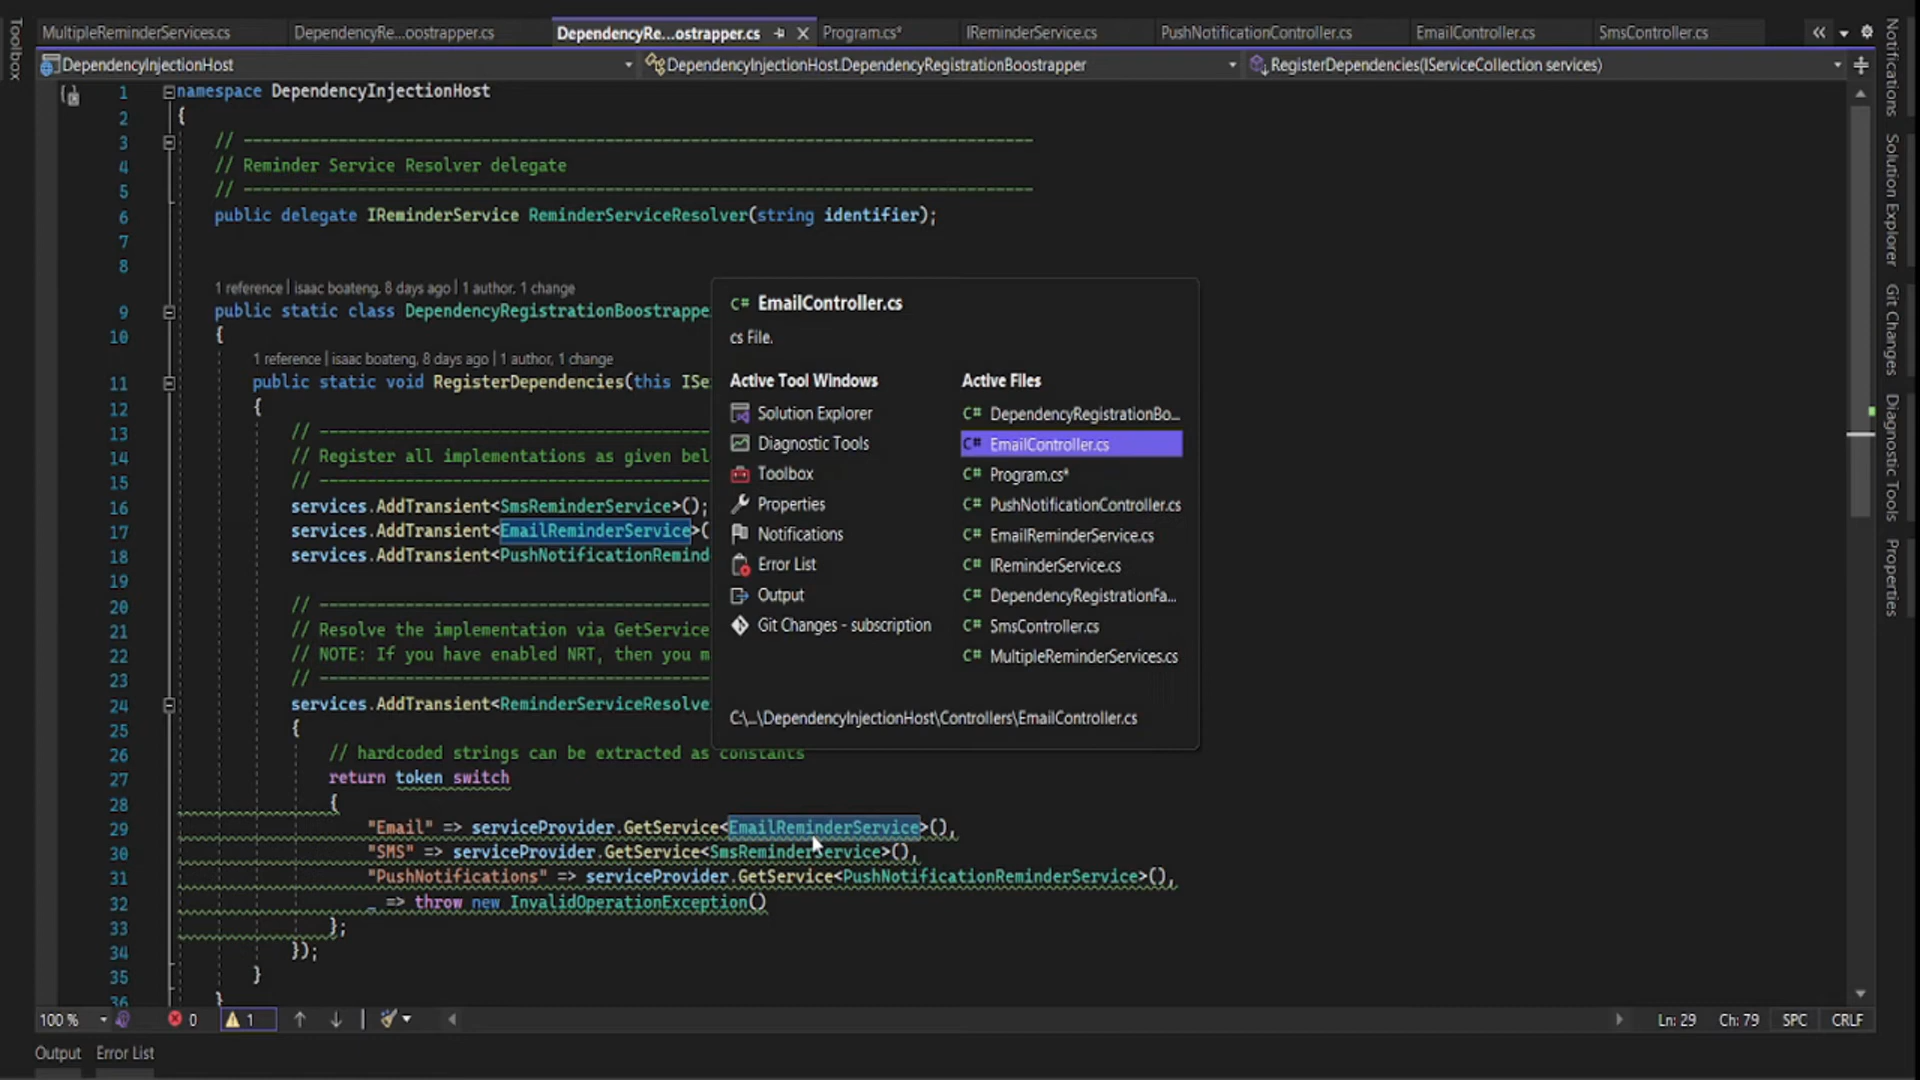 Toolbox
MultipleReminderServices.cs
DependencyRe...oostrapper.cs
DependencyRe...ostrapper.cs
Program.cs*
IReminderService.cs
PushNotificationController.cs
EmailController.cs
SmsController.cs
DependencyInjectionHost
DependencyInjectionHost.DependencyRegistrationBoostrapper
RegisterDependencies(IServiceCollection services)
1 namespace DependencyInjectionHost
2 {
3 // -----------------------------------------------------------------------------------
4 // Reminder Service Resolver delegate
5 // -----------------------------------------------------------------------------------
6 public delegate IReminderService ReminderServiceResolver(string identifier);
7
8
1 reference | isaac boateng, 8 days ago | 1 author, 1 change
9 public static class DependencyRegistrationBoostrappe
10 {
1 reference | isaac boateng, 8 days ago | 1 author, 1 change
11 public static void RegisterDependencies(this ISe
12 {
13 // -----------------------------------------
14 // Register all implementations as given bel
15 // -----------------------------------------
16 services.AddTransient<SmsReminderService>();
17 services.AddTransient<EmailReminderService>(
18 services.AddTransient<PushNotificationRemind
19
20 // -----------------------------------------
21 // Resolve the implementation via GetService
22 // NOTE: If you have enabled NRT, then you m
23 // -----------------------------------------
24 services.AddTransient<ReminderServiceResolve
25 {
26 // hardcoded strings can be extracted as constants
27 return token switch
28 {
29 "Email" => serviceProvider.GetService<EmailReminderService>(),
30 "SMS" => serviceProvider.GetService<SmsReminderService>(),
31 "PushNotifications" => serviceProvider.GetService<PushNotificationReminderService>(),
32 _ => throw new InvalidOperationException()
33 };
34 });
35 }
36 }
EmailController.cs
cs File.
Active Tool Windows
Solution Explorer
Diagnostic Tools
Toolbox
Properties
Notifications
Error List
Output
Git Changes - subscription
Active Files
C# DependencyRegistrationBo...
C# EmailController.cs
C# Program.cs*
C# PushNotificationController.cs
C# EmailReminderService.cs
C# IReminderService.cs
C# DependencyRegistrationFa...
C# SmsController.cs
C# MultipleReminderServices.cs
C:\...\DependencyInjectionHost\Controllers\EmailController.cs
Notifications
Solution Explorer
Git Changes
Diagnostic Tools
Properties
100 %
0
1
Ln: 29
Ch: 79
SPC
CRLF
Output
Error List